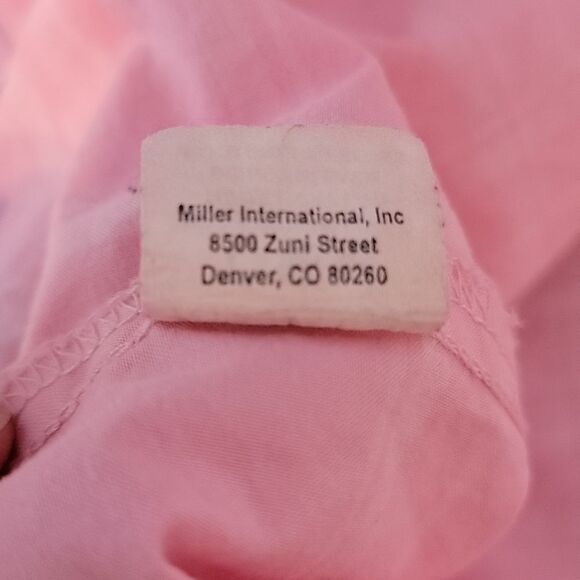 Miller International, Inc
8500 Zuni Street
Denver, CO 80260